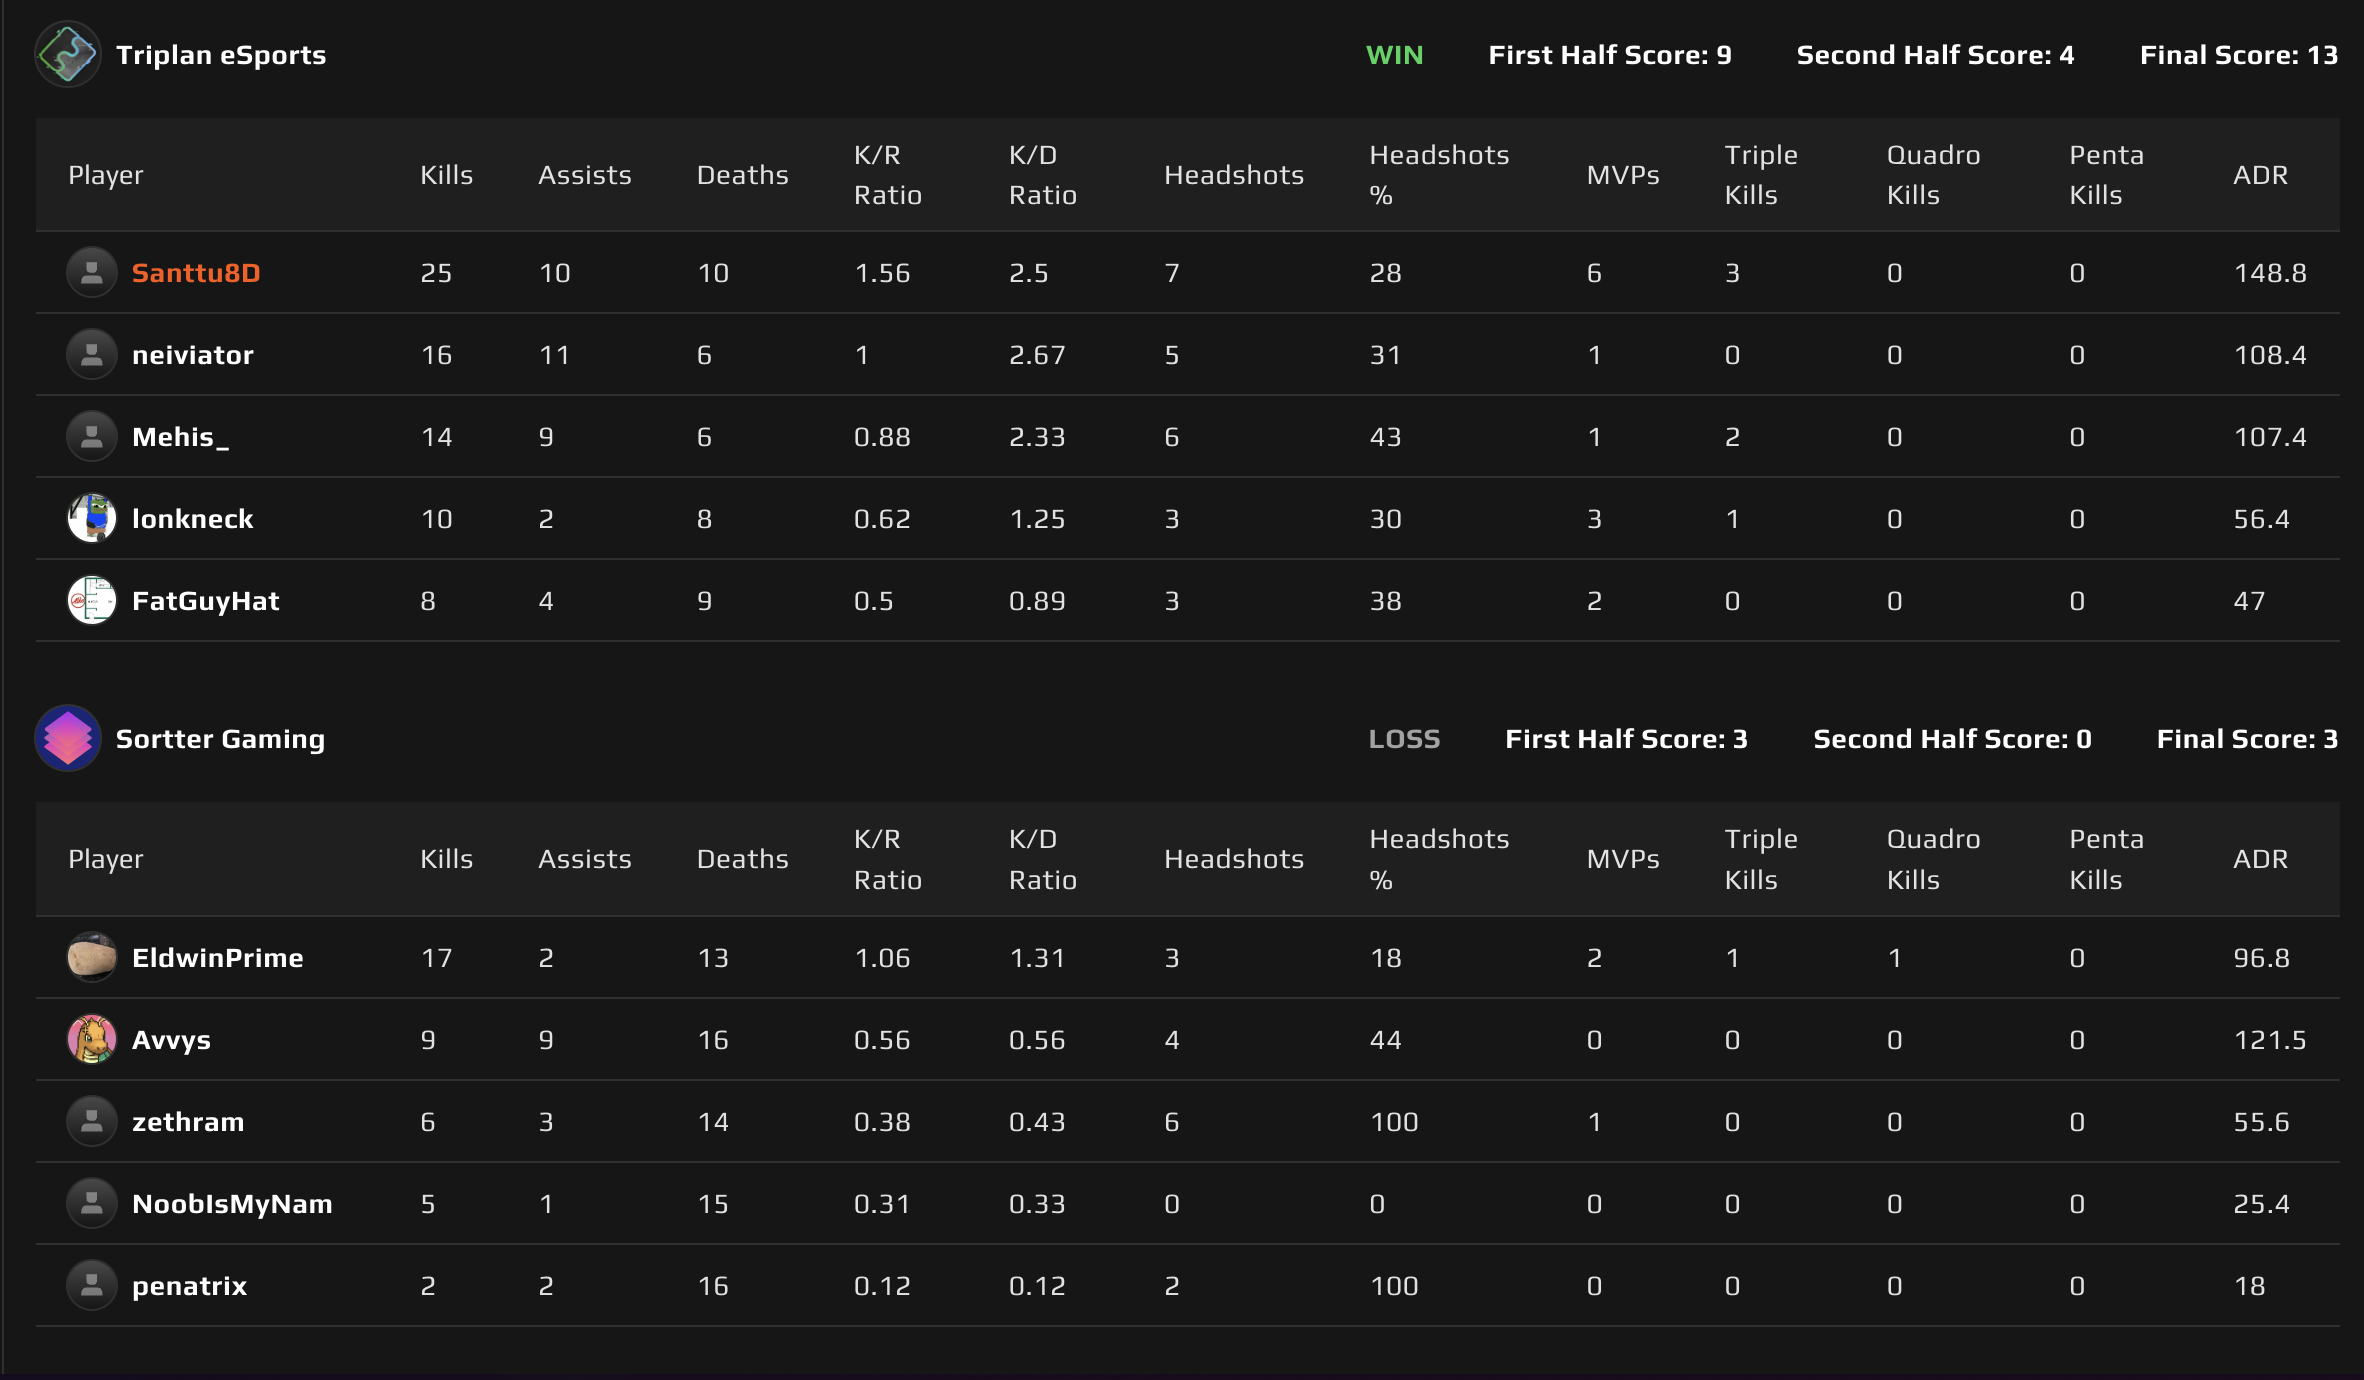 Triplan eSports WIN First Half Score: 9 Second Half Score: 4 Final Score: 13
Player Kills Assists Deaths K/R Ratio K/D Ratio Headshots Headshots % MVPs Triple Kills Quadro Kills Penta Kills ADR
Santtu8D 25 10 10 1.56 2.5 7 28 6 3 0 0 148.8
neiviator 16 11 6 1 2.67 5 31 1 0 0 0 108.4
Mehis_ 14 9 6 0.88 2.33 6 43 1 2 0 0 107.4
lonkneck 10 2 8 0.62 1.25 3 30 3 1 0 0 56.4
FatGuyHat 8 4 9 0.5 0.89 3 38 2 0 0 0 47
Sortter Gaming LOSS First Half Score: 3 Second Half Score: 0 Final Score: 3
Player Kills Assists Deaths K/R Ratio K/D Ratio Headshots Headshots % MVPs Triple Kills Quadro Kills Penta Kills ADR
EldwinPrime 17 2 13 1.06 1.31 3 18 2 1 1 0 96.8
Avvys 9 9 16 0.56 0.56 4 44 0 0 0 0 121.5
zethram 6 3 14 0.38 0.43 6 100 1 0 0 0 55.6
NoobIsMyNam 5 1 15 0.31 0.33 0 0 0 0 0 0 25.4
penatrix 2 2 16 0.12 0.12 2 100 0 0 0 0 18